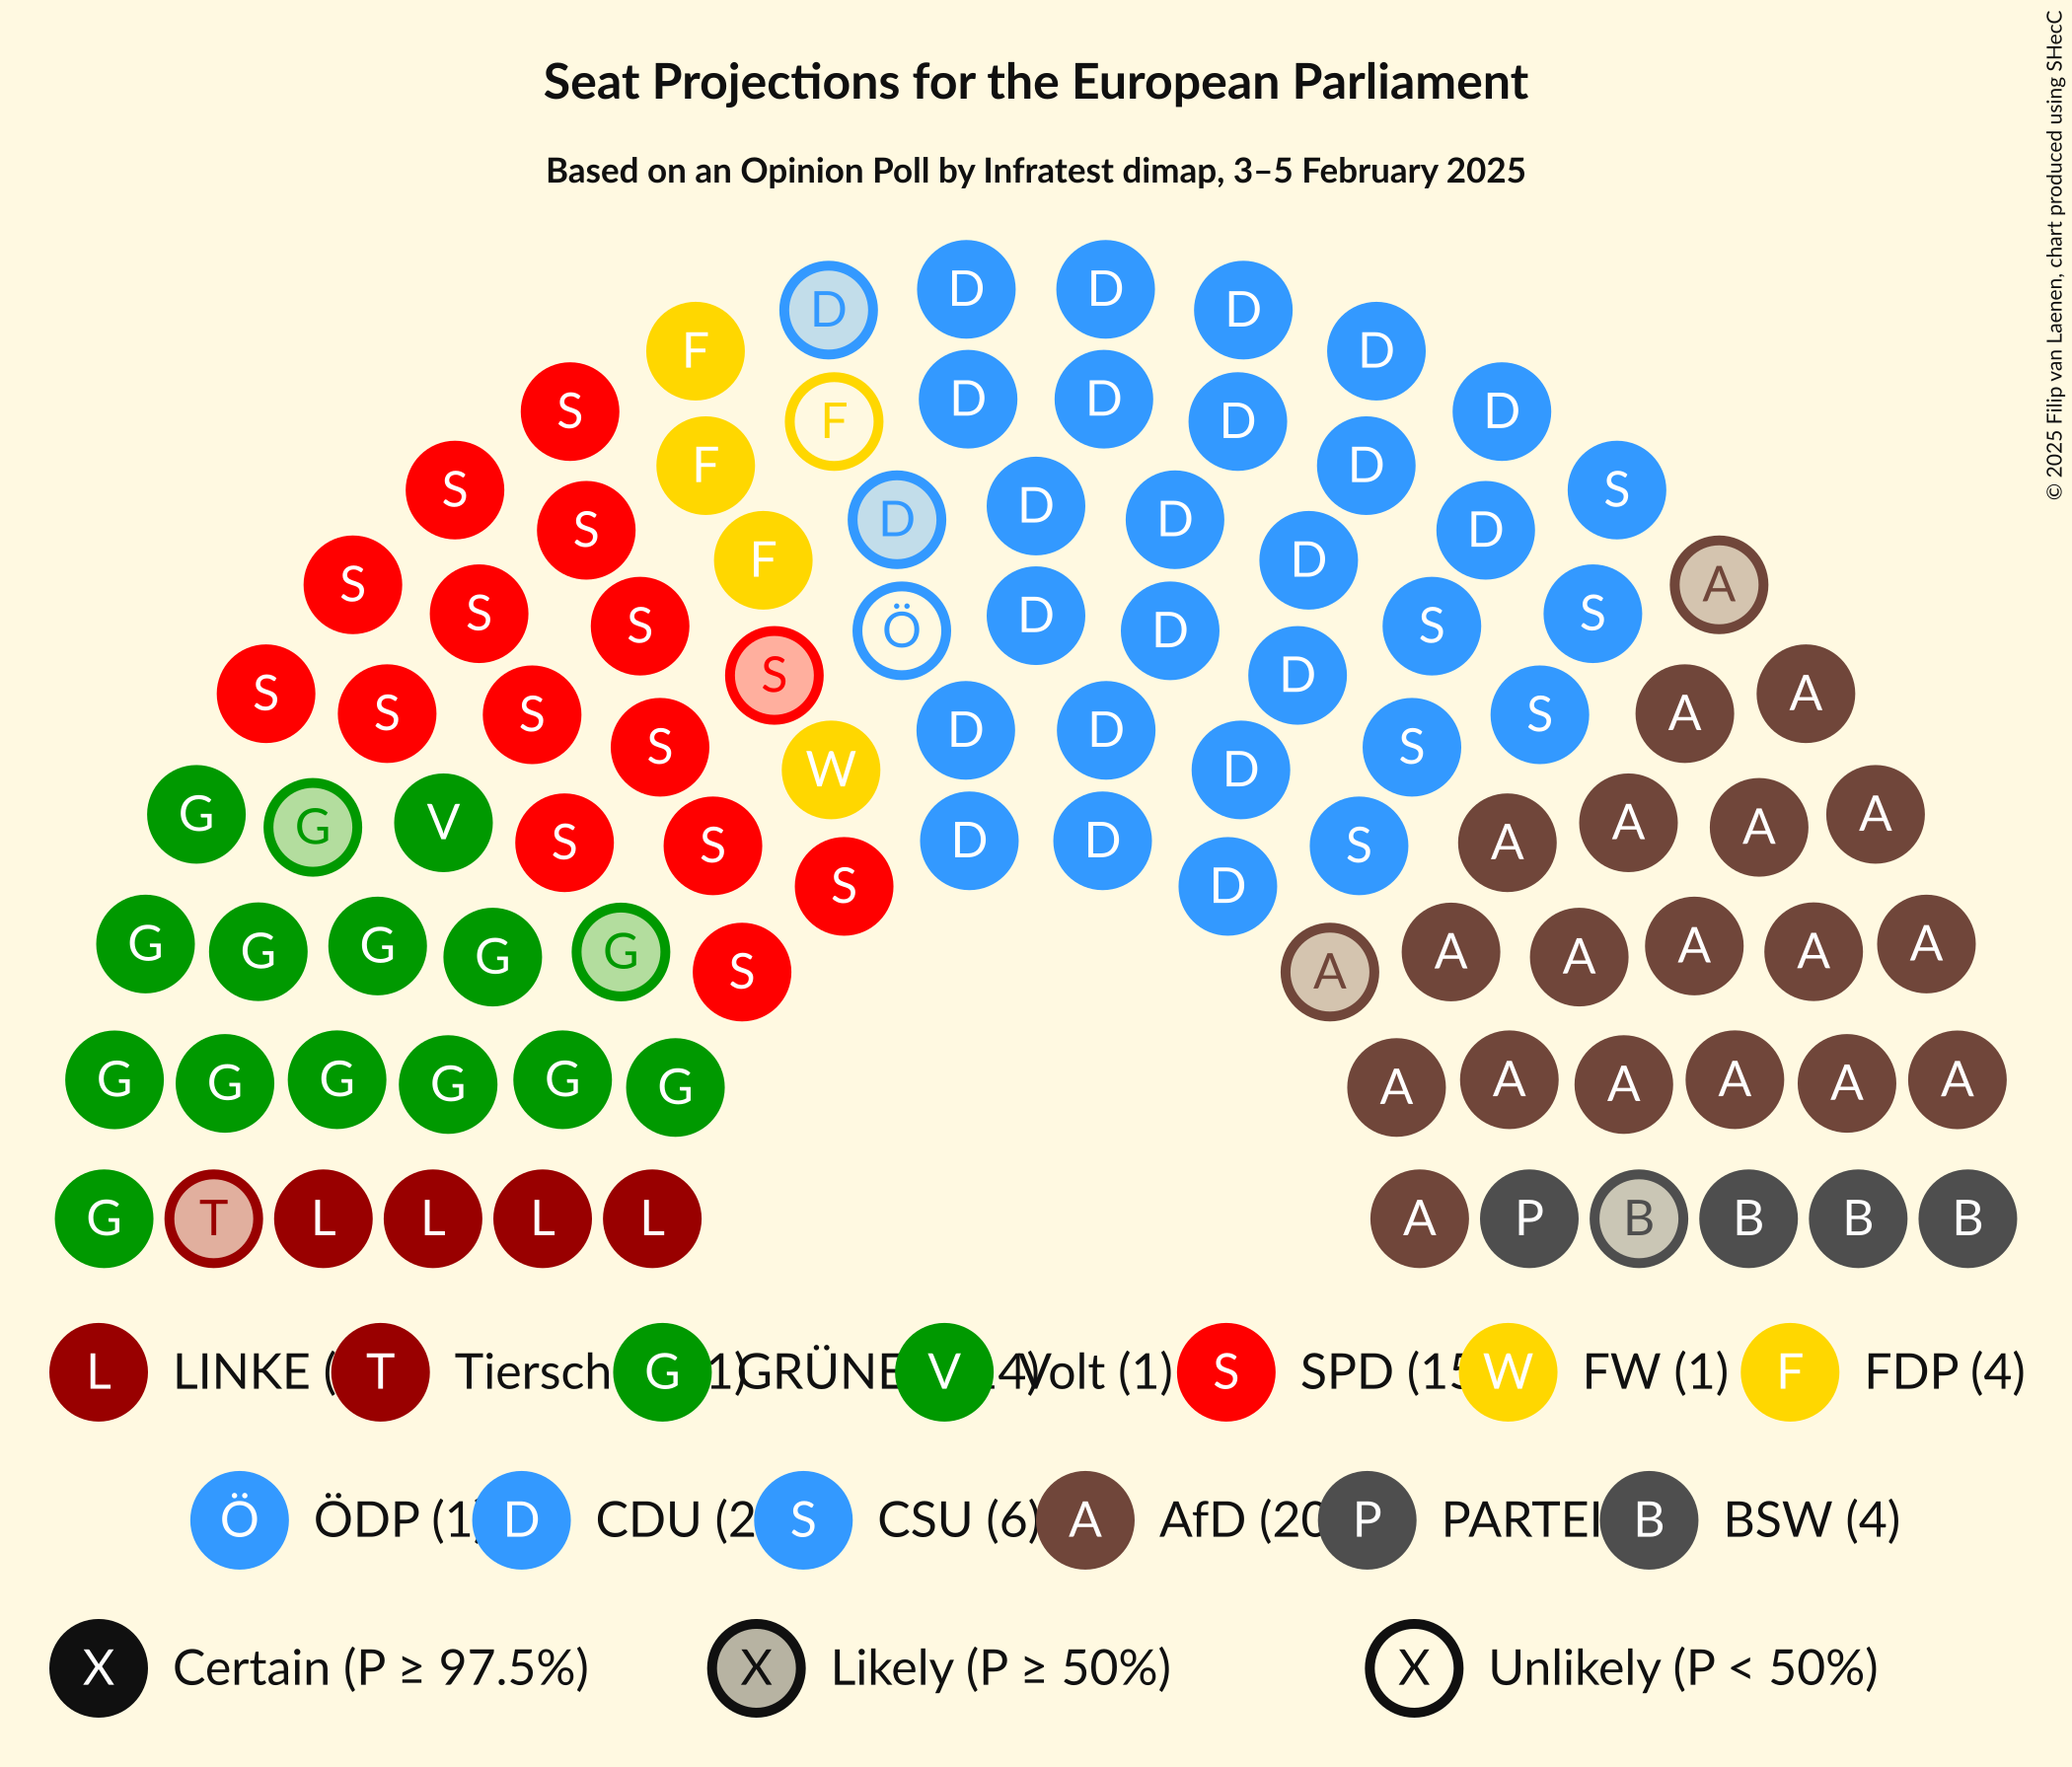 Seat Projections for the European Parliament
Based on an Opinion Poll by Infratest dimap, 3–5 February 2025
© 2025 Filip van Laenen, chart produced using SHecC
D D
D D
F D
D D
F D
S D
F D
D D
S S
D D D
S D
F D
S A
S S
S S
D Ö D
S D
S A
S A
S S
S S
G W D A
G V A A
S S A
S D D S
S D
G G G G G S A A A A A A
G G G G G G A A A A A A
G T L L L L A P B B B B
L LINKE ( T Tiersch G 1) GRÜNE V 4) Volt (1) S SPD (15 W FW (1) F FDP (4)
Ö ÖDP (1 D CDU (2 S CSU (6) A AfD (20 P PARTEI B BSW (4)
X Certain (P ≥ 97.5%) X Likely (P ≥ 50%) X Unlikely (P < 50%)